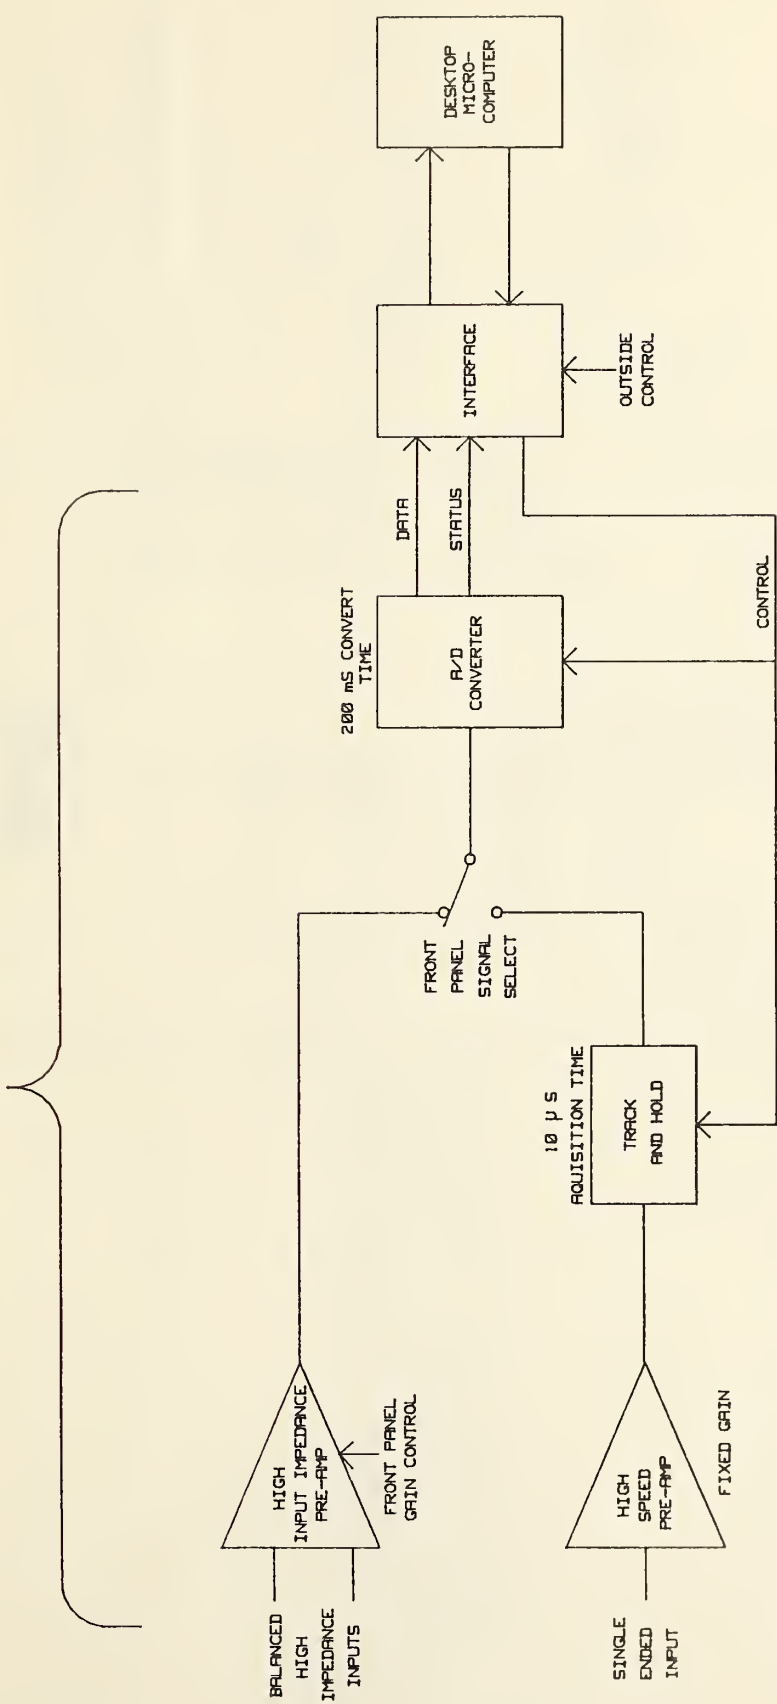 BALANCED
HIGH
IMPEDANCE
INPUTS
HIGH
INPUT IMPEDANCE
PRE-AMP
FRONT PANEL
GAIN CONTROL
SINGLE
ENDED
INPUT
HIGH
SPEED
PRE-AMP
FIXED GAIN
10 µS
AQUISITION TIME
TRACK
AND HOLD
FRONT
PANEL
SIGNAL
SELECT
200 mS CONVERT
TIME
A/D
CONVERTER
DATA
STATUS
CONTROL
INTERFACE
OUTSIDE
CONTROL
DESKTOP
MICRO-
COMPUTER